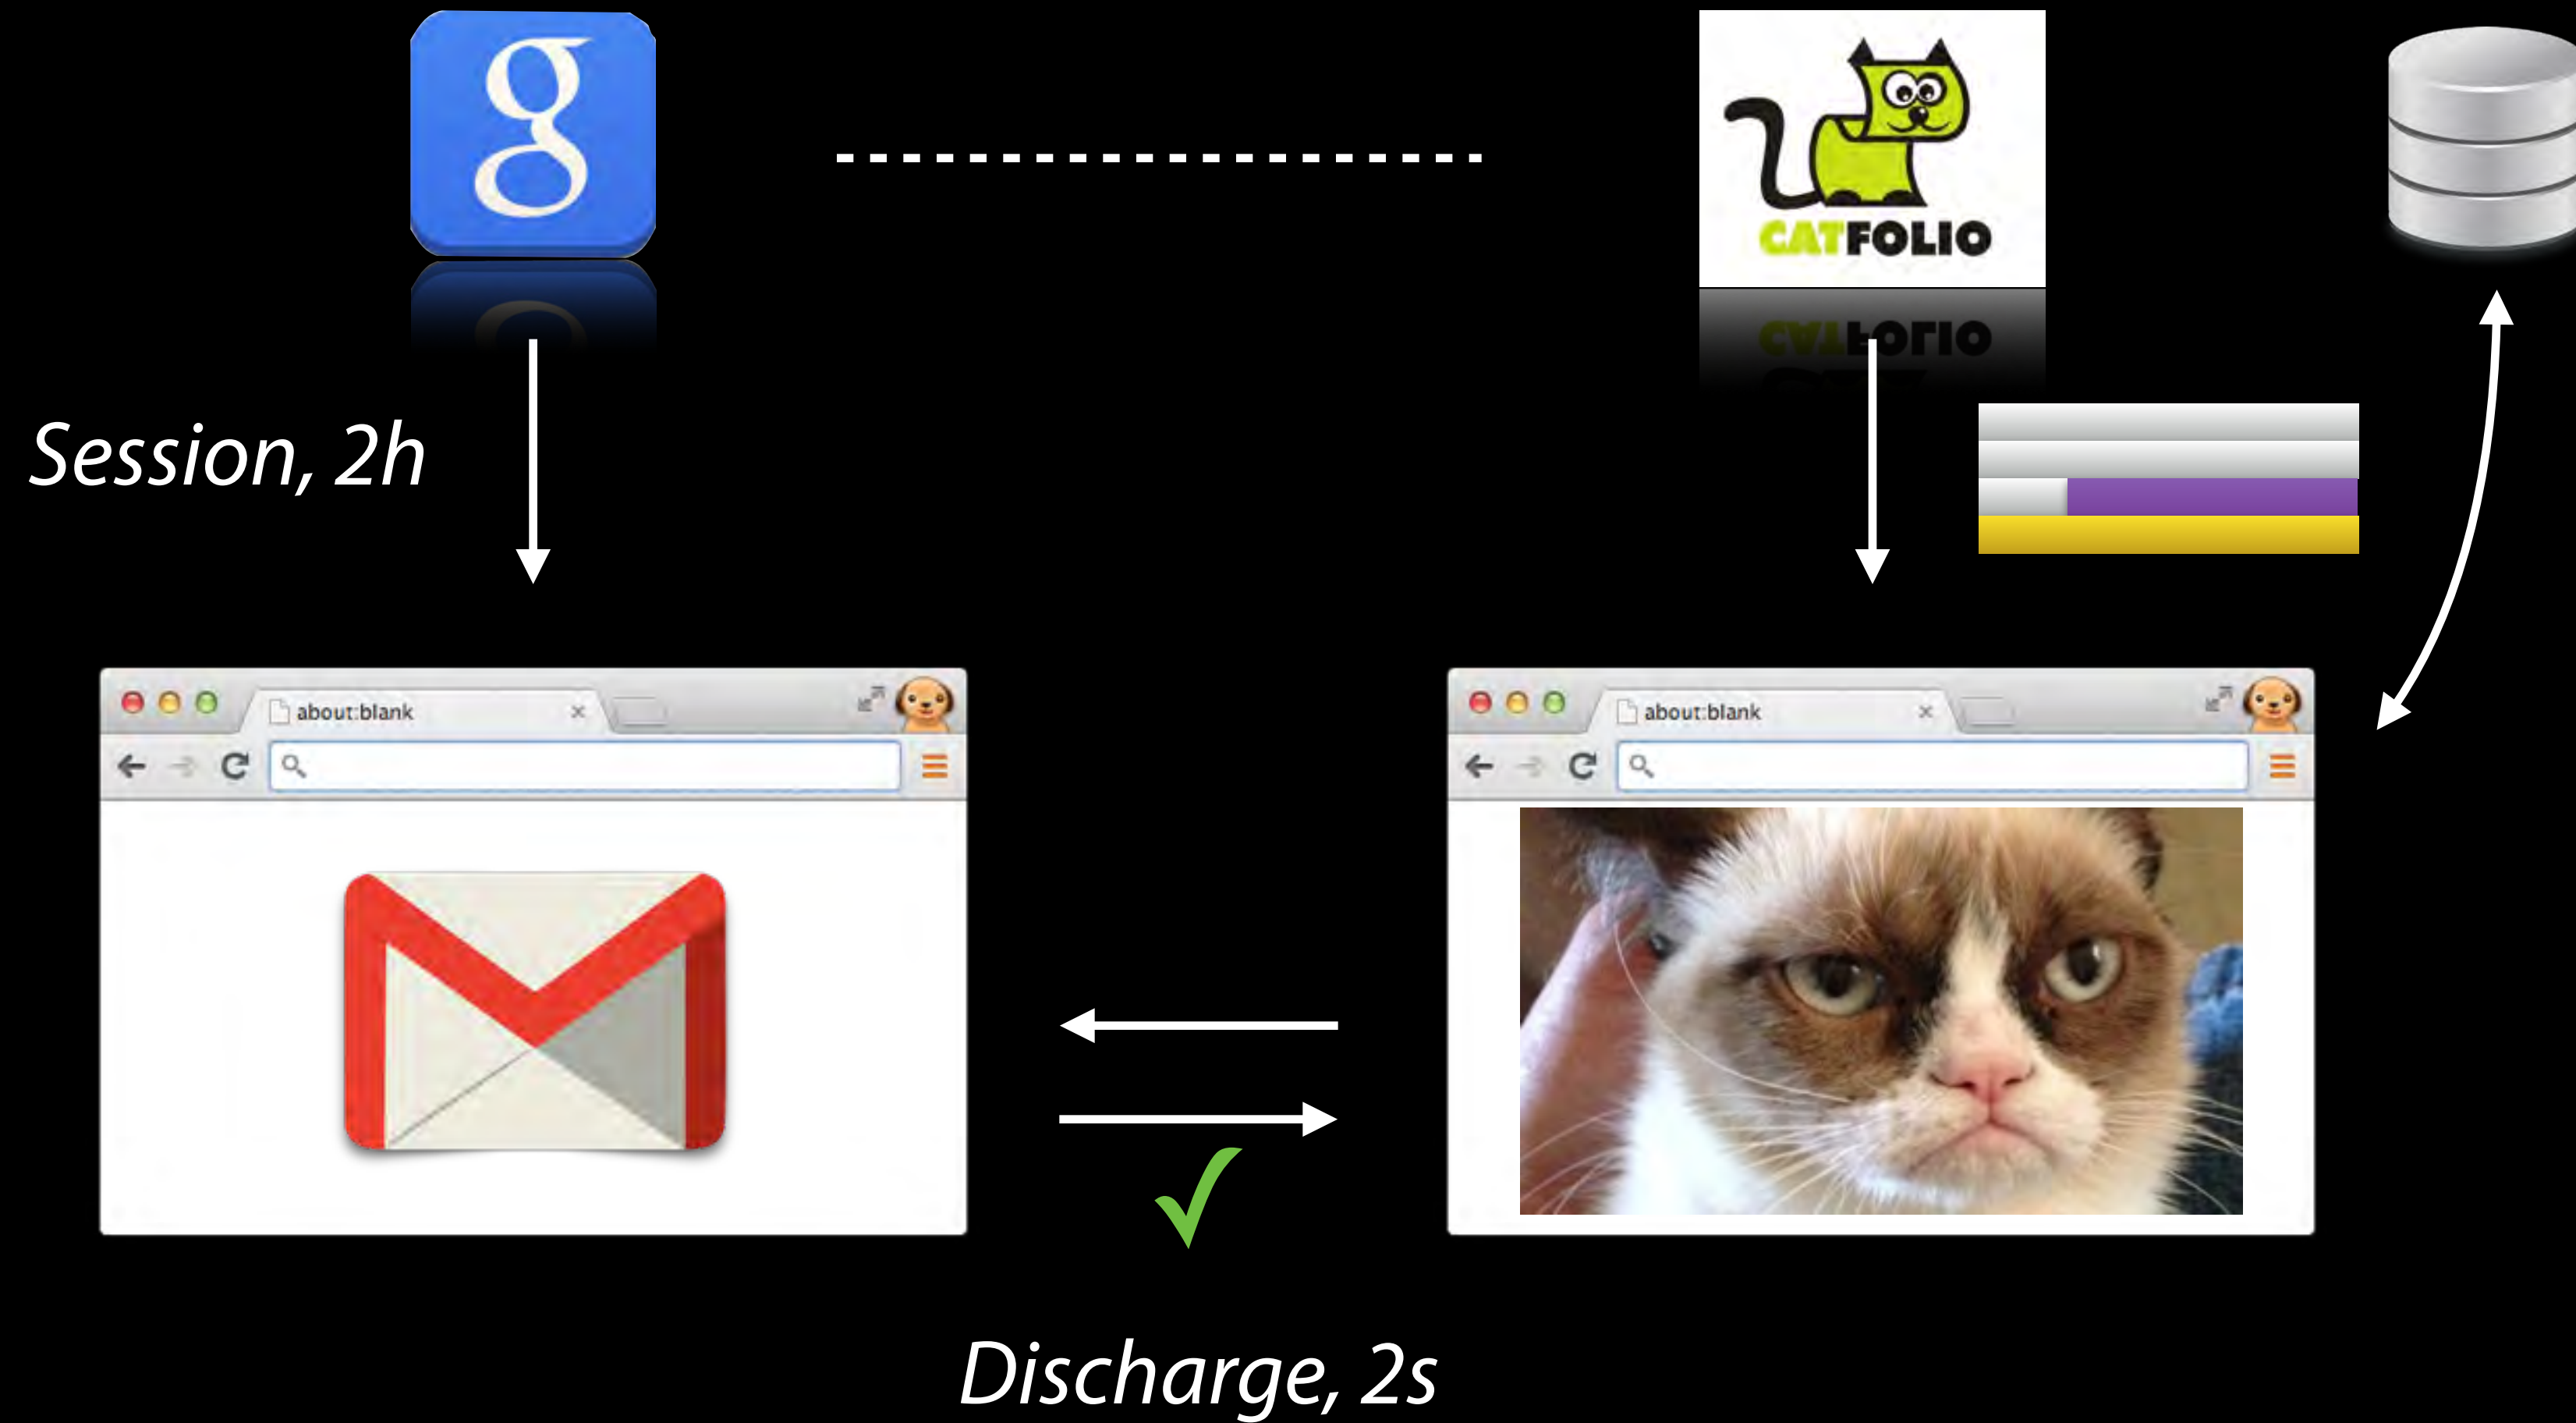 g
CATFOLIO
Session, 2h
about:blank
about:blank
Discharge, 2s